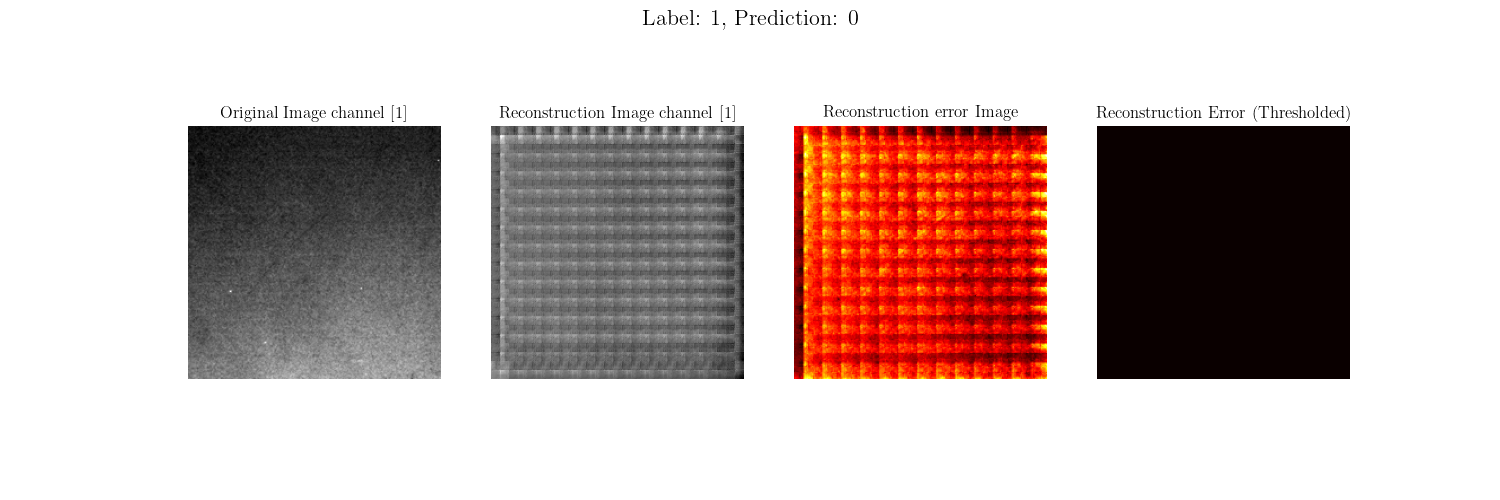 Label: 1, Prediction: 0
Original Image channel [1]
Reconstruction Image channel [1]
Reconstruction error Image
Reconstruction Error (Thresholded)